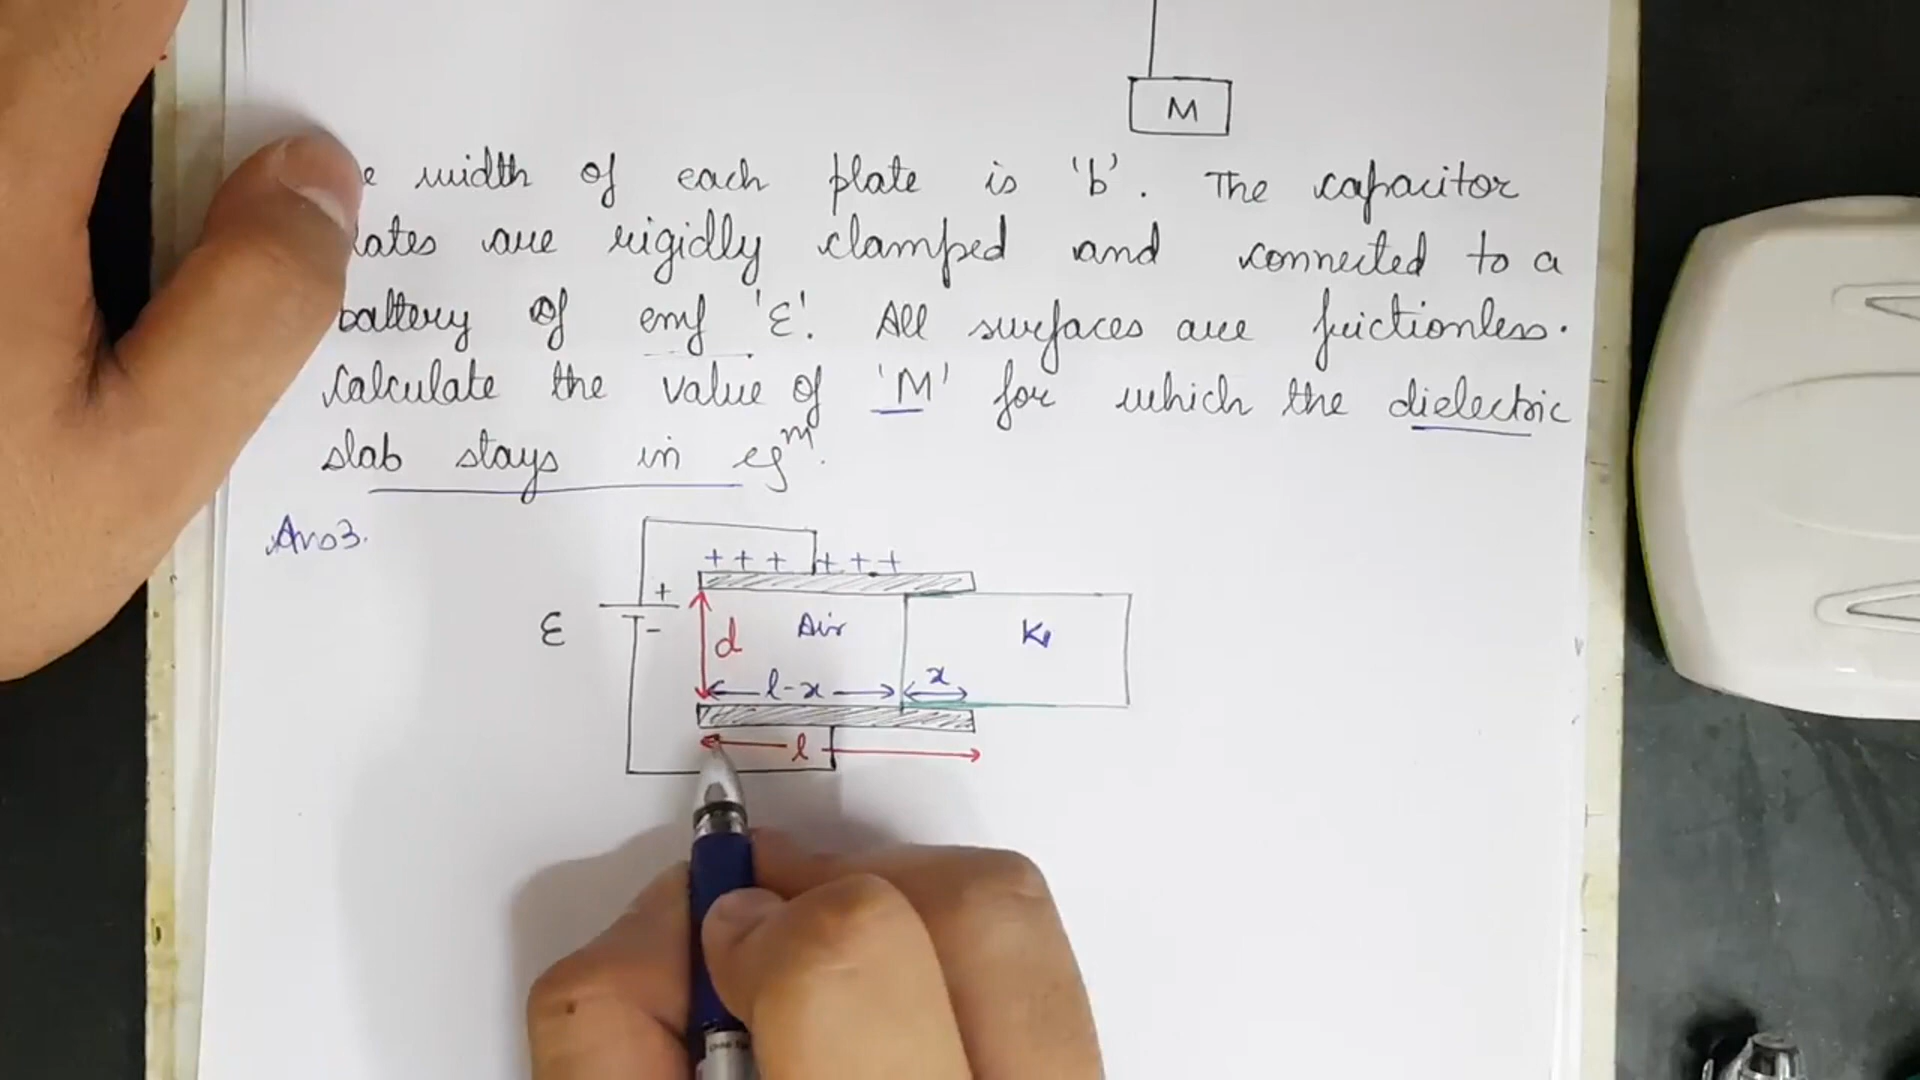 M
width of each plate is 'b'. The capacitor
are rigidly clamped and connected to a
battery of emf 'ε'. All surfaces are frictionless.
Calculate the value of 'M' for which the dielectric
slab stays in eqm.
Ans3.
+ + + + + +
+
ε
Air
K
-
d
l-x
x
l